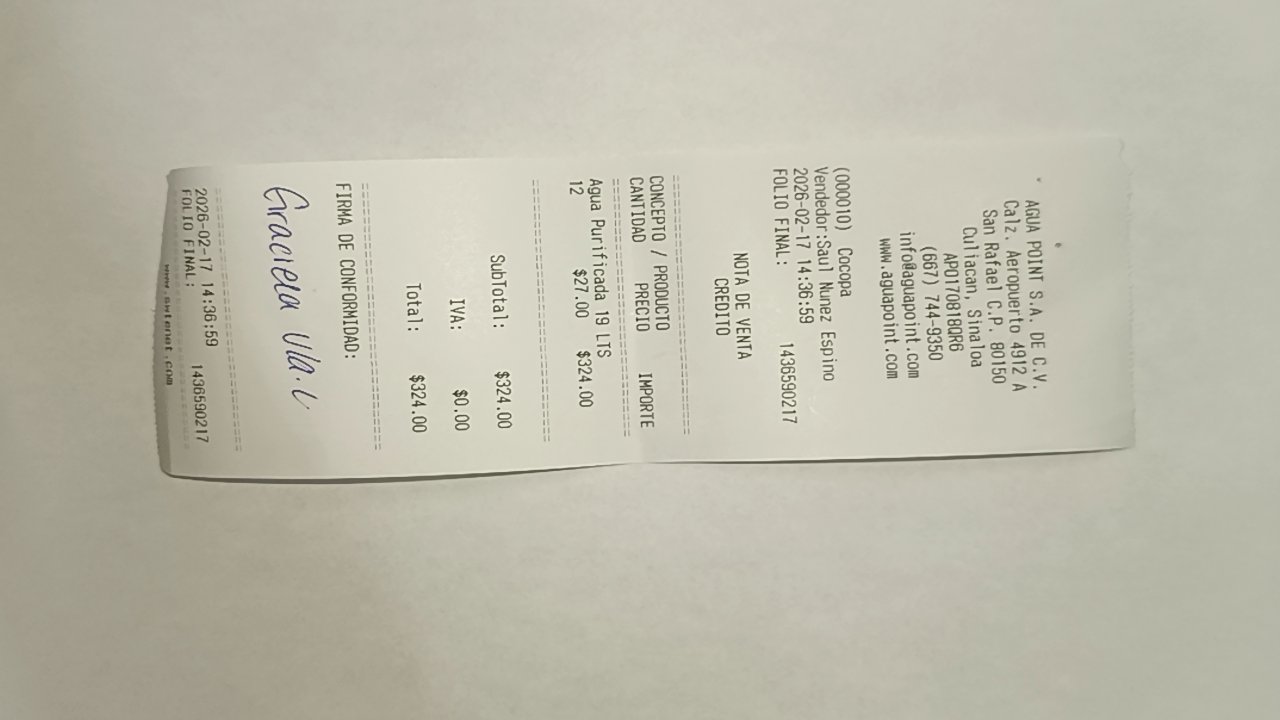 AGUA POINT S.A. DE C.V.
Calz. Aeropuerto 4912 A
San Rafael C.P. 80150
Culiacan, Sinaloa
APO170818QR6
(667) 744-9350
info@aguapoint.com
www.aguapoint.com
(000010) Cocopa
Vendedor:Saul Nunez Espino
2026-02-17 14:36:59
FOLIO FINAL: 1436590217
NOTA DE VENTA
CREDITO
CONCEPTO / PRODUCTO
CANTIDAD PRECIO IMPORTE
Agua Purificada 19 LTS
12 $27.00 $324.00
SubTotal: $324.00
IVA: $0.00
Total: $324.00
FIRMA DE CONFORMIDAD:
Graciela
2026-02-17 14:36:59
FOLIO FINAL: 1436590217